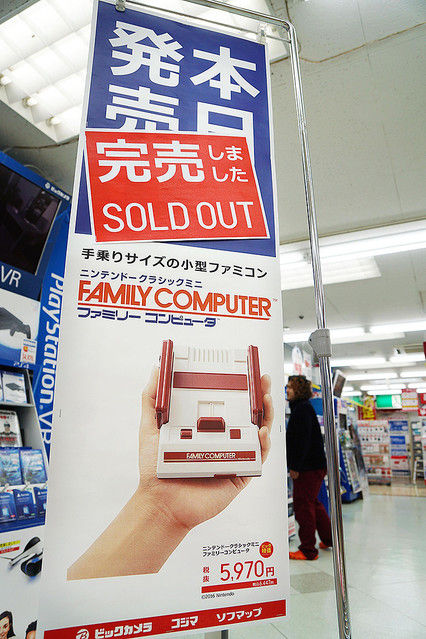 本日
発売
完売しました
SOLD OUT
手乗りサイズの小型ファミコン
ニンテンドークラシックミニ
FAMILY COMPUTER™
ファミリー コンピュータ
FAMILY COMPUTER
ニンテンドークラシックミニ
ファミリーコンピュータ
税抜 5,970円
©2016 Nintendo
ビックカメラ コジマ ソフマップ
PlayStation VR
VR